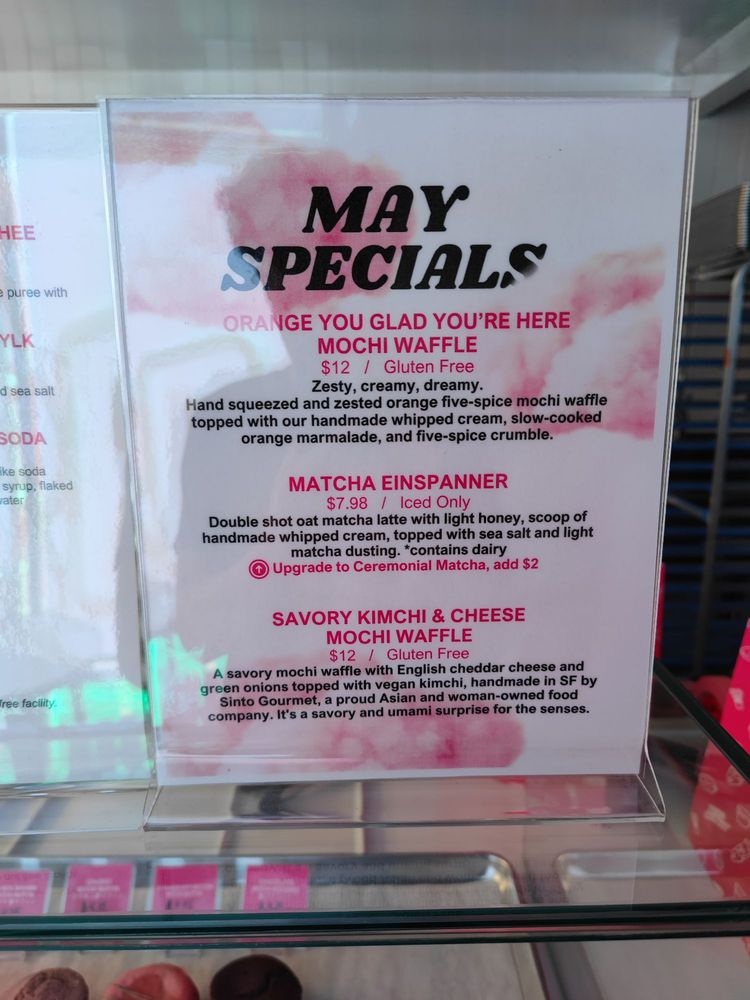 MAY
SPECIALS
ORANGE YOU GLAD YOU'RE HERE
MOCHI WAFFLE
$12 / Gluten Free
Zesty, creamy, dreamy.
Hand squeezed and zested orange five-spice mochi waffle
topped with our handmade whipped cream, slow-cooked
orange marmalade, and five-spice crumble.
MATCHA EINSPANNER
$7.98 / Iced Only
Double shot oat matcha latte with light honey, scoop of
handmade whipped cream, topped with sea salt and light
matcha dusting. *contains dairy
Upgrade to Ceremonial Matcha, add $2
SAVORY KIMCHI & CHEESE
MOCHI WAFFLE
$12 / Gluten Free
A savory mochi waffle with English cheddar cheese and
green onions topped with vegan kimchi, handmade in SF by
Sinto Gourmet, a proud Asian and woman-owned food
company. It's a savory and umami surprise for the senses.
HEE
puree with
YLK
d sea salt
SODA
ike soda
syrup, flaked
vater
free facility.